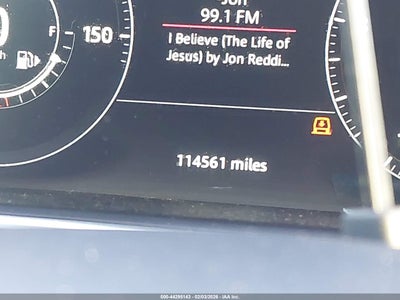 99.1 FM
F
150
I Believe (The Life of
Jesus) by Jon Reddi...
114561 miles
500-44295143 - 02/03/2026 - IAA Inc.